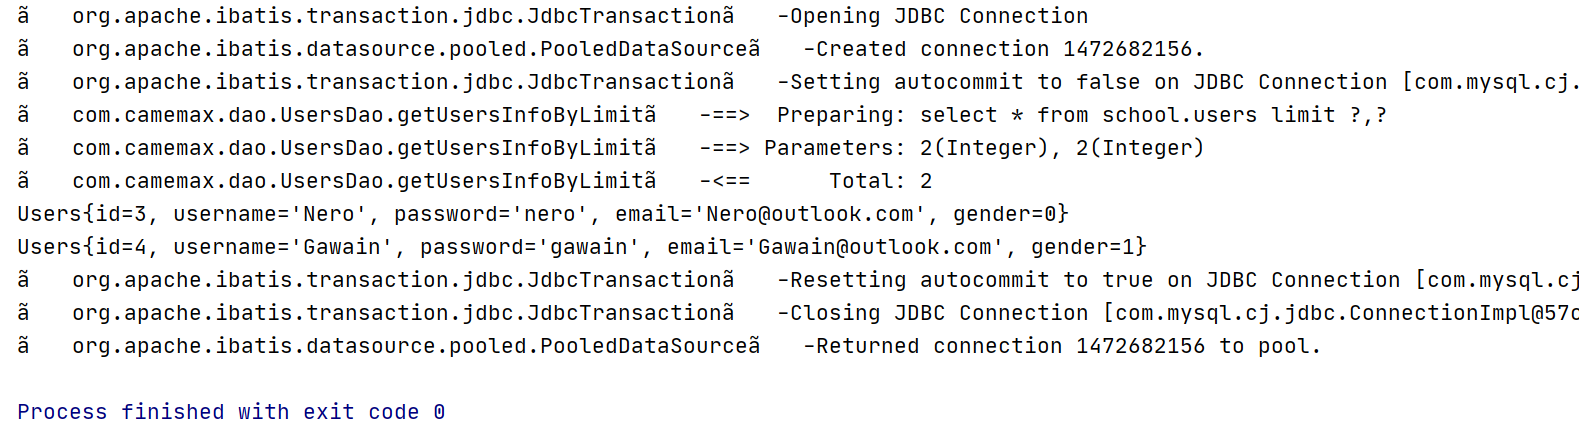 ã   org.apache.ibatis.transaction.jdbc.JdbcTransactionã   -Opening JDBC Connection
ã   org.apache.ibatis.datasource.pooled.PooledDataSourceã   -Created connection 1472682156.
ã   org.apache.ibatis.transaction.jdbc.JdbcTransactionã   -Setting autocommit to false on JDBC Connection [com.mysql.cj.
ã   com.camemax.dao.UsersDao.getUsersInfoByLimitã   -==>  Preparing: select * from school.users limit ?,?
ã   com.camemax.dao.UsersDao.getUsersInfoByLimitã   -==> Parameters: 2(Integer), 2(Integer)
ã   com.camemax.dao.UsersDao.getUsersInfoByLimitã   -<==      Total: 2
Users{id=3, username='Nero', password='nero', email='Nero@outlook.com', gender=0}
Users{id=4, username='Gawain', password='gawain', email='Gawain@outlook.com', gender=1}
ã   org.apache.ibatis.transaction.jdbc.JdbcTransactionã   -Resetting autocommit to true on JDBC Connection [com.mysql.cj
ã   org.apache.ibatis.transaction.jdbc.JdbcTransactionã   -Closing JDBC Connection [com.mysql.cj.jdbc.ConnectionImpl@57c
ã   org.apache.ibatis.datasource.pooled.PooledDataSourceã   -Returned connection 1472682156 to pool.
Process finished with exit code 0